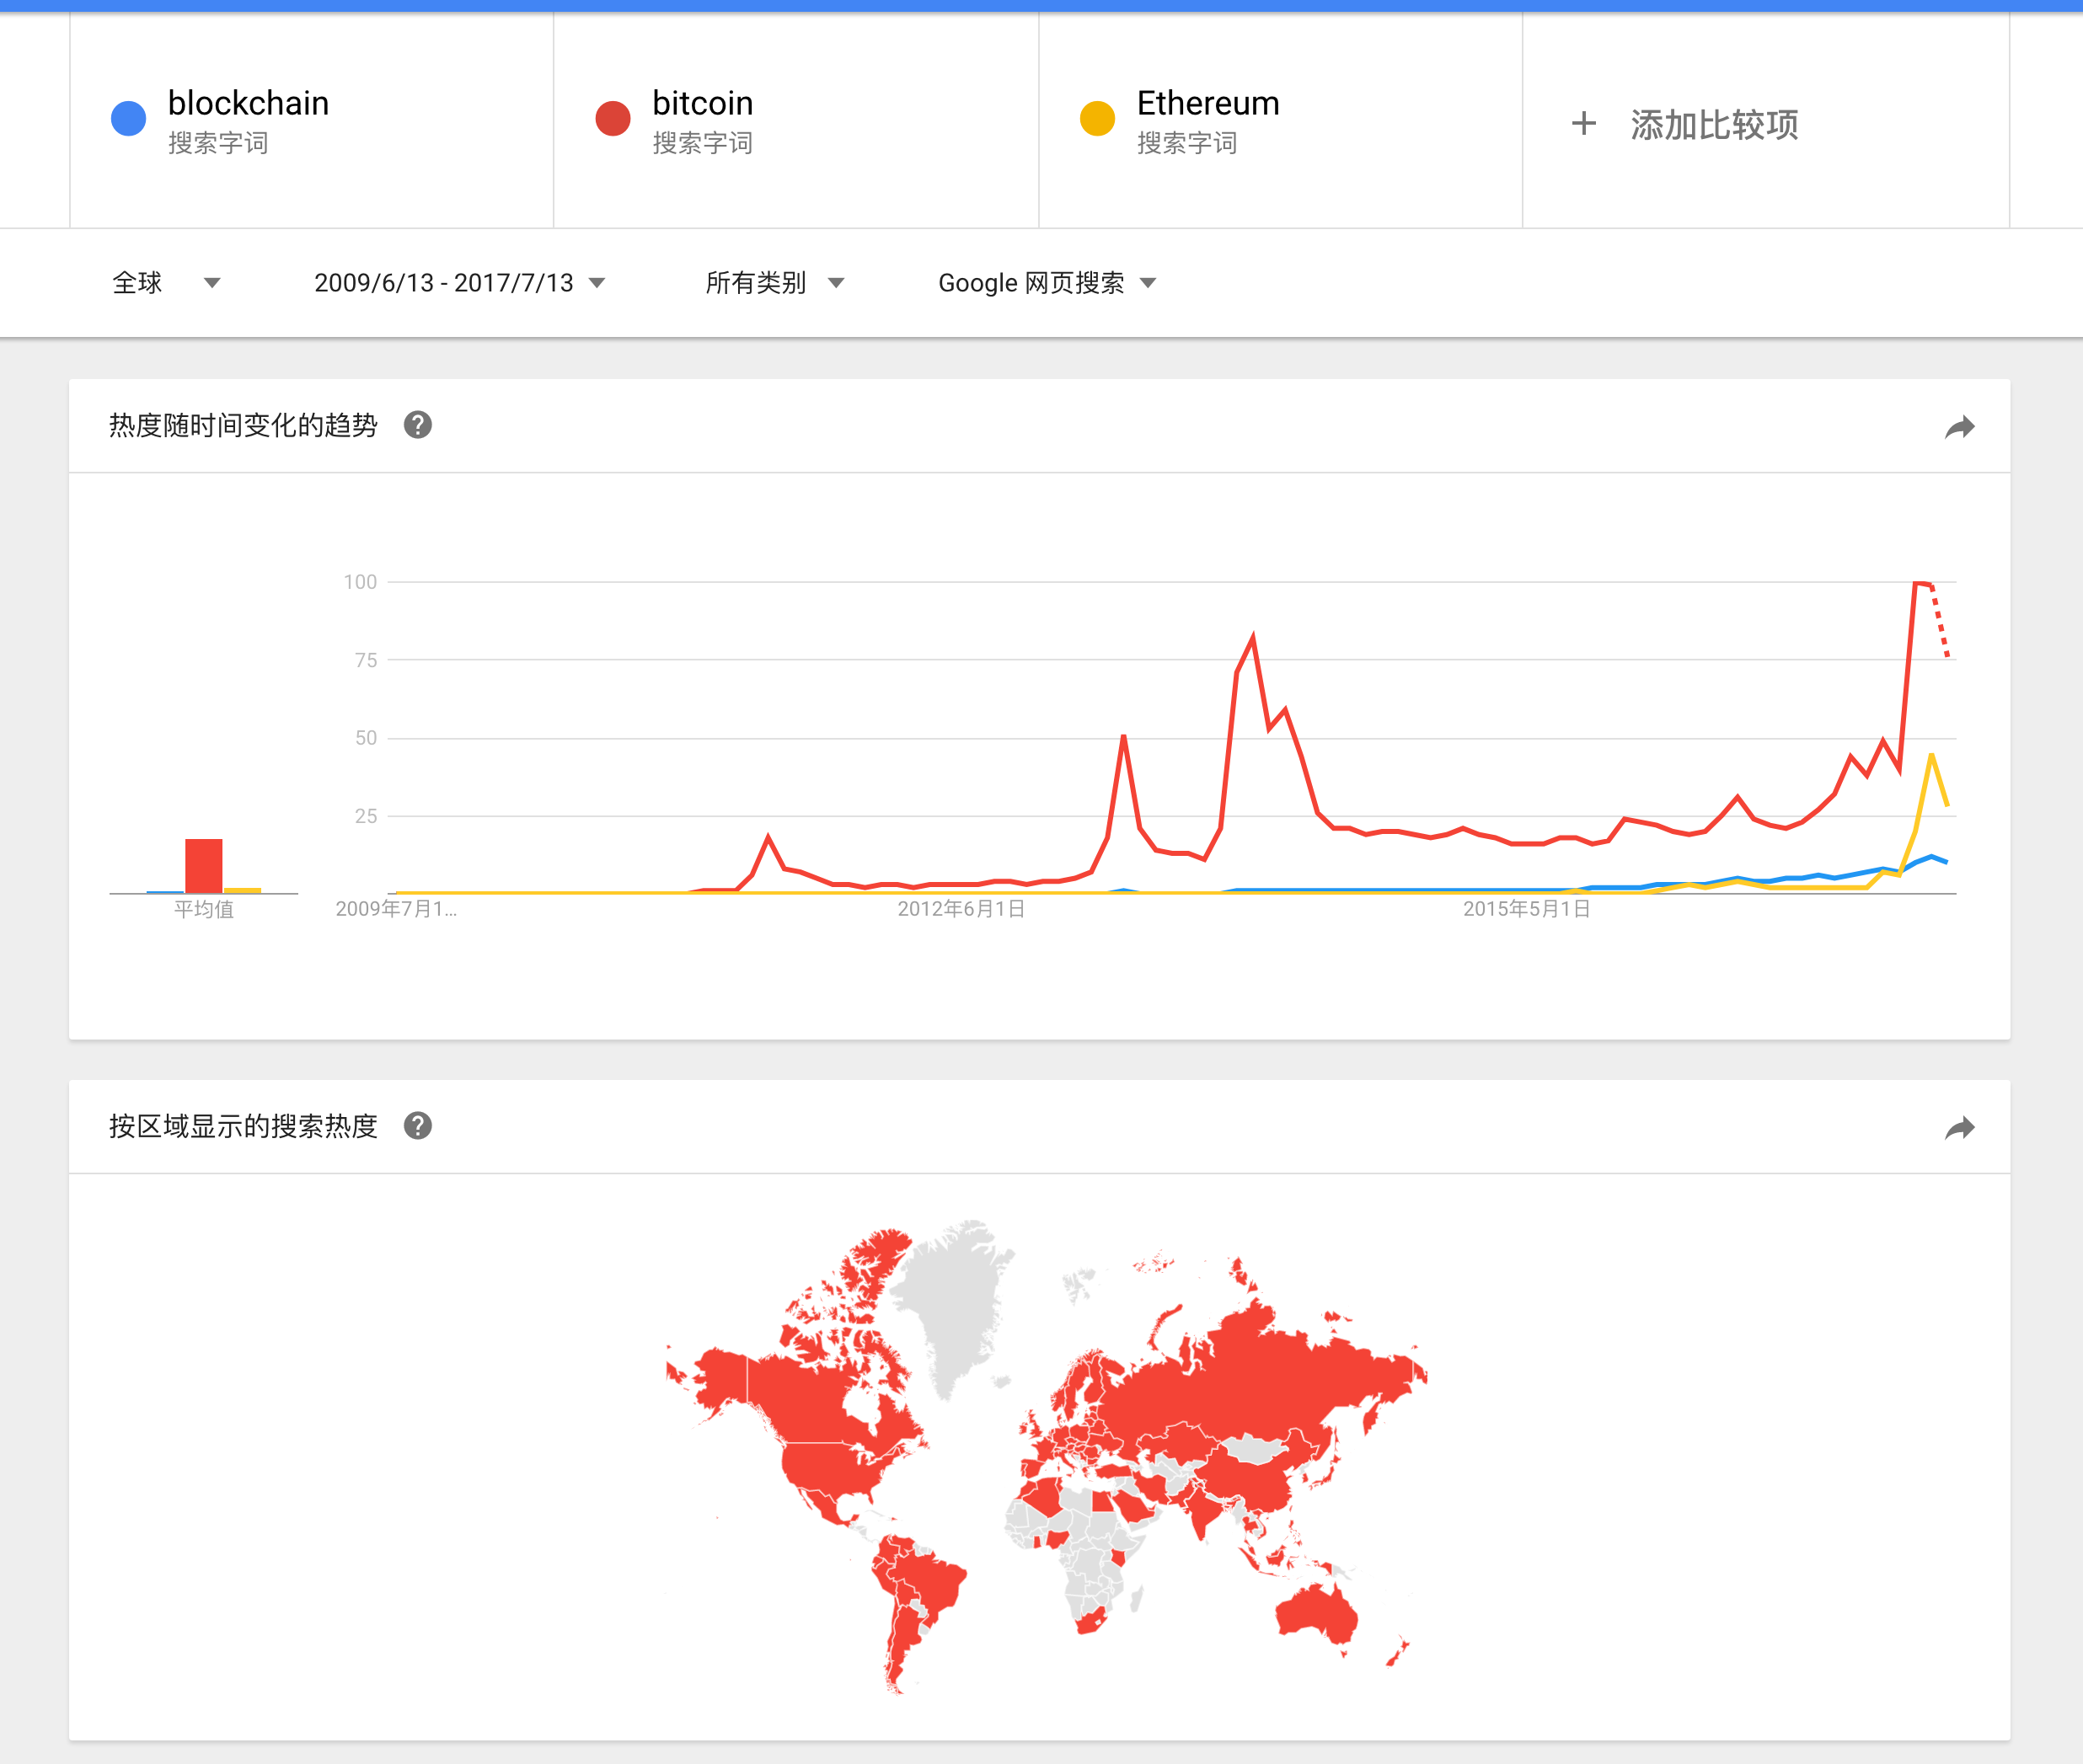 blockchain
搜索字词
bitcoin
搜索字词
Ethereum
搜索字词
+ 添加比较项
全球
2009/6/13 - 2017/7/13
所有类别
Google 网页搜索
热度随时间变化的趋势 ?
100
75
50
25
平均值
2009年7月1...
2012年6月1日
2015年5月1日
按区域显示的搜索热度 ?